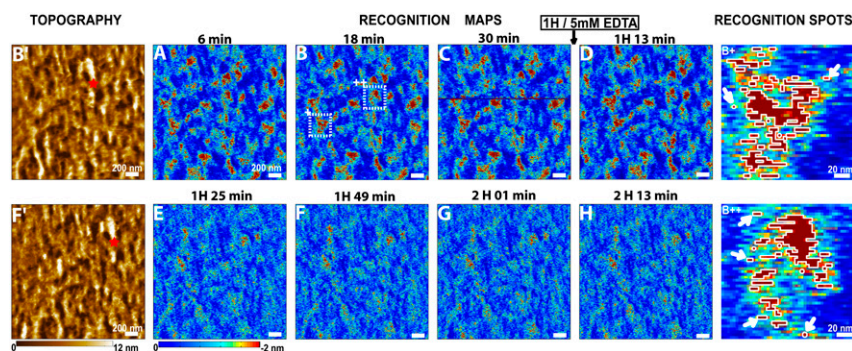 TOPOGRAPHY
RECOGNITION MAPS
1H / 5mM EDTA
RECOGNITION SPOTS
6 min
18 min
30 min
1H 13 min
B'
A
B
C
D
B+
++
+
200 nm
200 nm
20 nm
1H 25 min
1H 49 min
2 H 01 min
2 H 13 min
F'
E
F
G
H
B++
200 nm
20 nm
0
12 nm
0
-2 nm